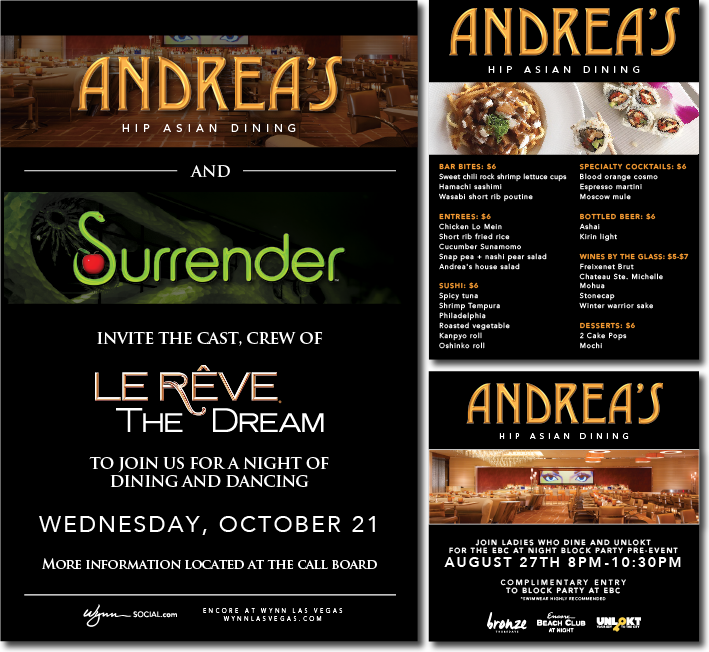 ANDREA'S
HIP ASIAN DINING
AND
Surrender™
INVITE THE CAST, CREW OF
LE RÊVE
THE DREAM
TO JOIN US FOR A NIGHT OF
DINING AND DANCING
WEDNESDAY, OCTOBER 21
MORE INFORMATION LOCATED AT THE CALL BOARD
Wynn SOCIAL.com
ENCORE AT WYNN LAS VEGAS
WYNNLASVEGAS.COM
ANDREA'S
HIP ASIAN DINING
BAR BITES: $6
Sweet chili rock shrimp lettuce cups
Hamachi sashimi
Wasabi short rib poutine
ENTREES: $6
Chicken Lo Mein
Short rib fried rice
Cucumber Sunamomo
Snap pea + nashi pear salad
Andrea's house salad
SUSHI: $6
Spicy tuna
Shrimp Tempura
Philadelphia
Roasted vegetable
Kanpyo roll
Oshinko roll
SPECIALTY COCKTAILS: $6
Blood orange cosmo
Espresso martini
Moscow mule
BOTTLED BEER: $6
Ashai
Kirin light
WINES BY THE GLASS: $5-$7
Freixenet Brut
Chateau Ste. Michelle
Mohua
Stonecap
Winter warrior sake
DESSERTS: $6
2 Cake Pops
Mochi
ANDREA'S
HIP ASIAN DINING
JOIN LADIES WHO DINE AND UNLOKT
FOR THE EBC AT NIGHT BLOCK PARTY PRE-EVENT
AUGUST 27TH 8PM-10:30PM
COMPLIMENTARY ENTRY
TO BLOCK PARTY AT EBC
*SWIMWEAR HIGHLY RECOMMENDED
bronze
THURSDAYS
Encore
BEACH CLUB
AT NIGHT
UNLOKT